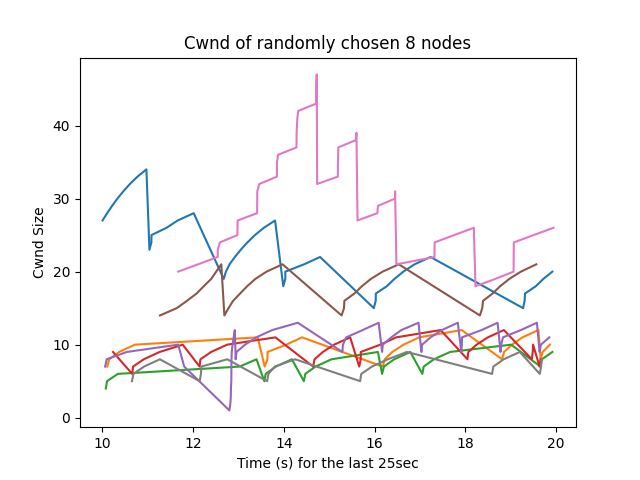 Cwnd of randomly chosen 8 nodes
40
30
20
10
0
Cwnd Size
10 12 14 16 18 20
Time (s) for the last 25sec